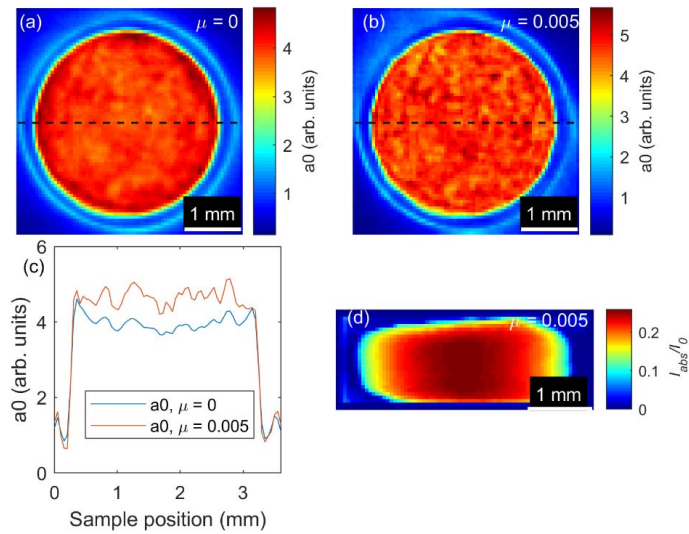 (a)
μ = 0
1 mm
4
3
2
1
a0 (arb. units)
(b)
μ = 0.005
1 mm
5
4
3
2
1
a0 (arb. units)
(c)
6
4
2
0
a0 (arb. units)
a0, μ = 0
a0, μ = 0.005
0 1 2 3
Sample position (mm)
(d)
μ = 0.005
1 mm
0.2
0.1
0
I_abs/I_0